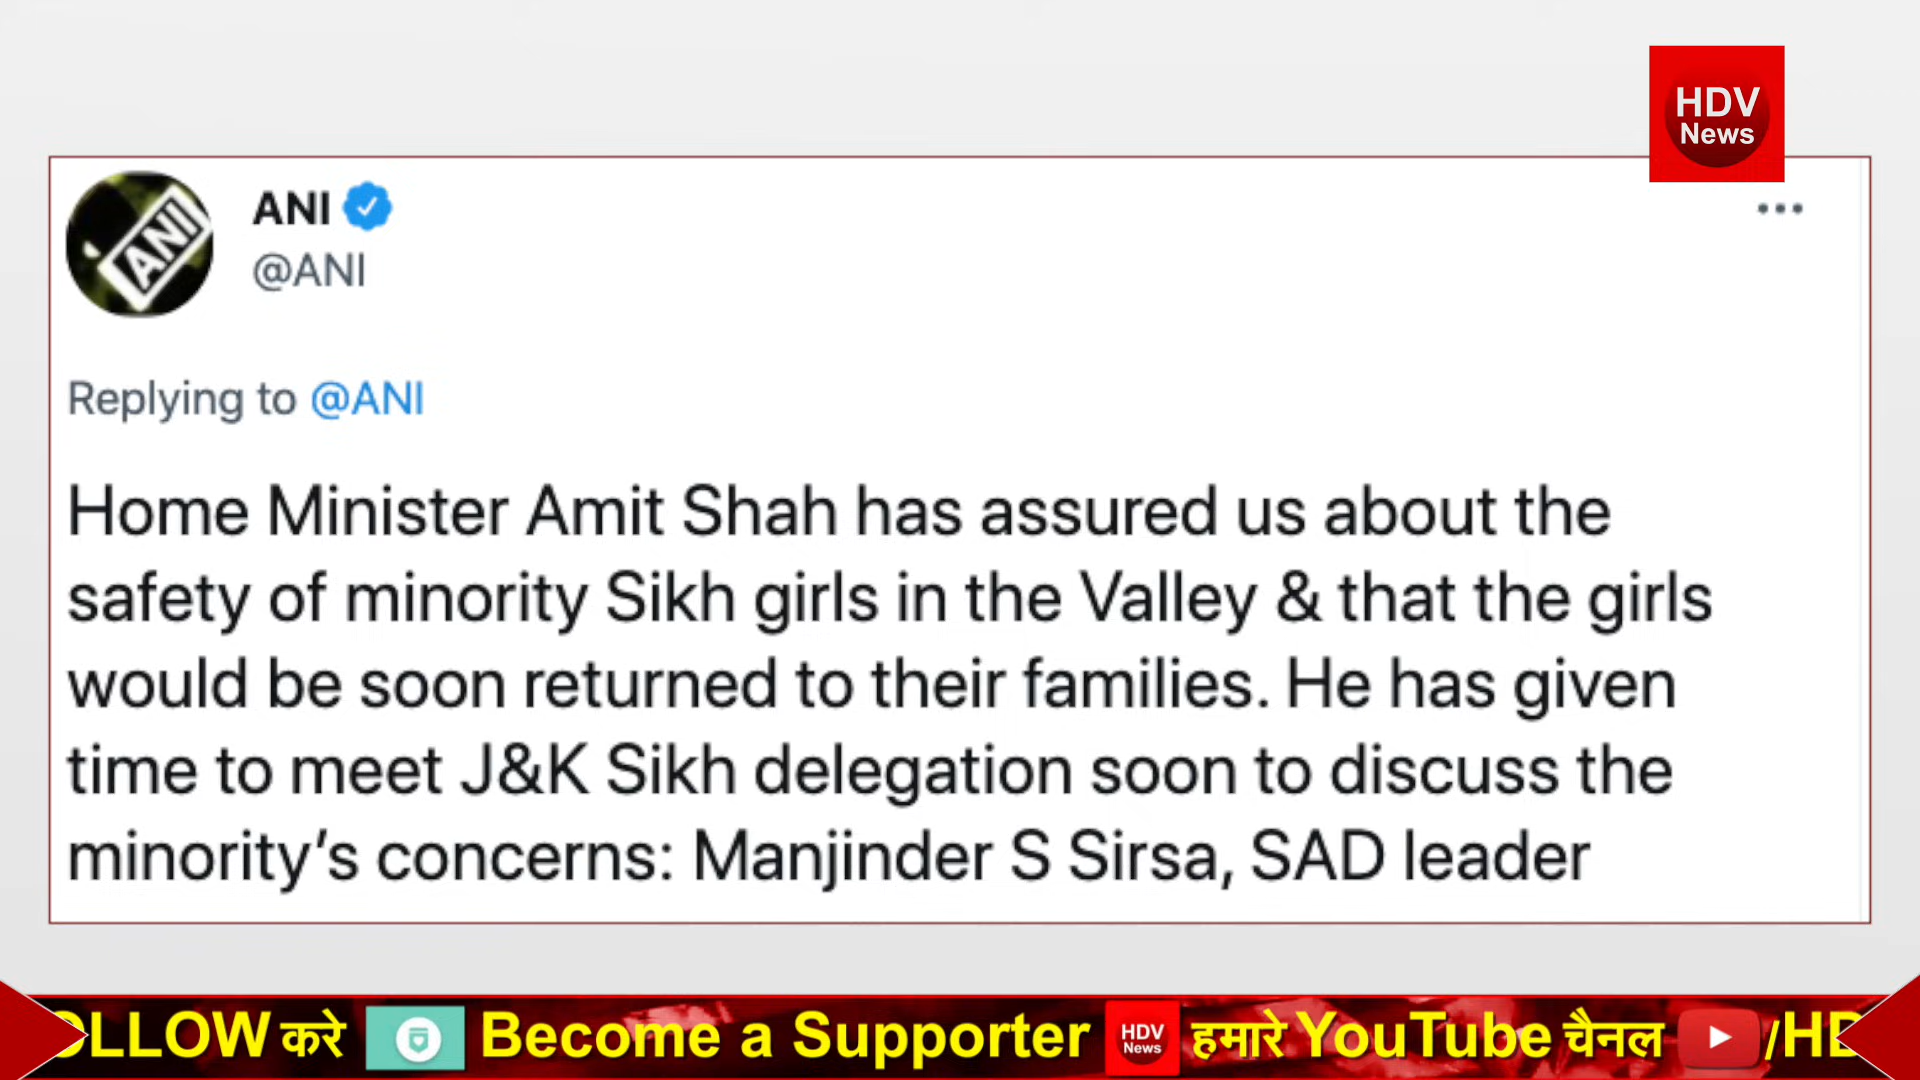 HDV
News
ANI
ANI
@ANI
Replying to @ANI
Home Minister Amit Shah has assured us about the
safety of minority Sikh girls in the Valley & that the girls
would be soon returned to their families. He has given
time to meet J&K Sikh delegation soon to discuss the
minority’s concerns: Manjinder S Sirsa, SAD leader
OLLOW करे Become a Supporter HDV News हमारे YouTube चैनल /HD